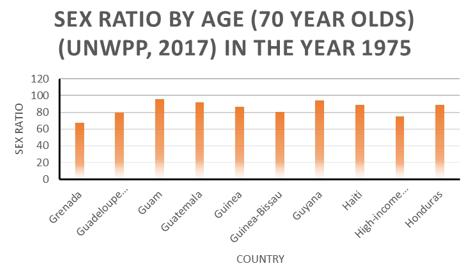 SEX RATIO BY AGE (70 YEAR OLDS)
(UNWPP, 2017) IN THE YEAR 1975
120
100
80
60
40
20
0
SEX RATIO
Grenada
Guadeloupe...
Guam
Guatemala
Guinea
Guinea-Bissau
Guyana
Haiti
High-income...
Honduras
COUNTRY